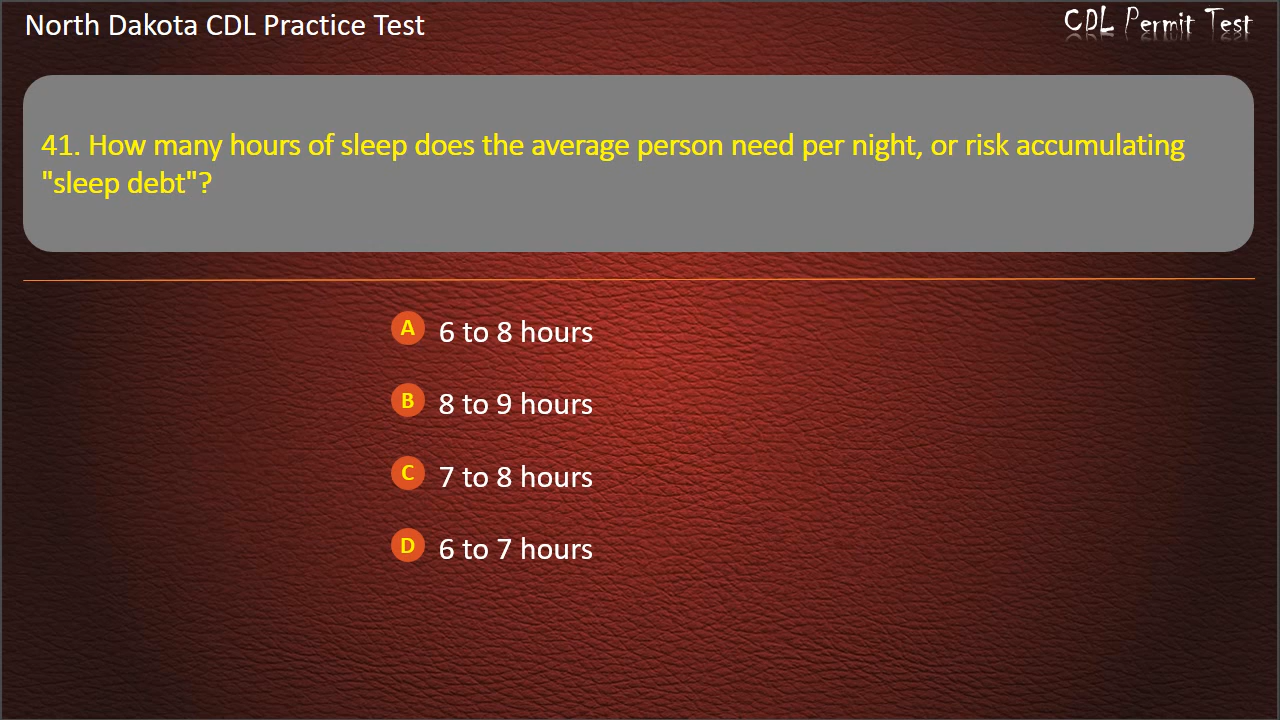 North Dakota CDL Practice Test
CDL Permit Test
41. How many hours of sleep does the average person need per night, or risk accumulating
"sleep debt"?
A 6 to 8 hours
B 8 to 9 hours
C 7 to 8 hours
D 6 to 7 hours